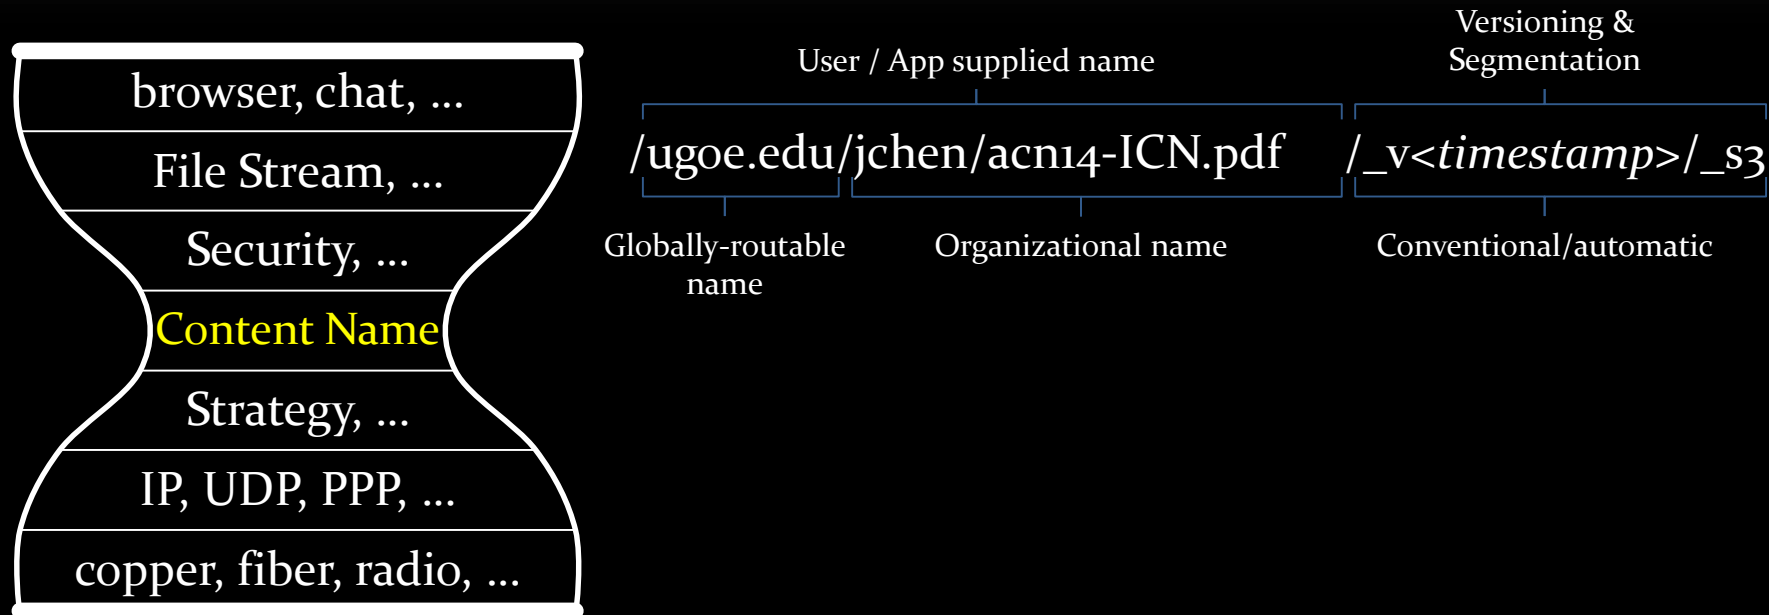 browser, chat, ...
File Stream, ...
Security, ...
Content Name
Strategy, ...
IP, UDP, PPP, ...
copper, fiber, radio, ...
User / App supplied name
Versioning &
Segmentation
/ugoe.edu/jchen/acn14-ICN.pdf /_v<timestamp>/_s3
Globally-routable
name
Organizational name
Conventional/automatic